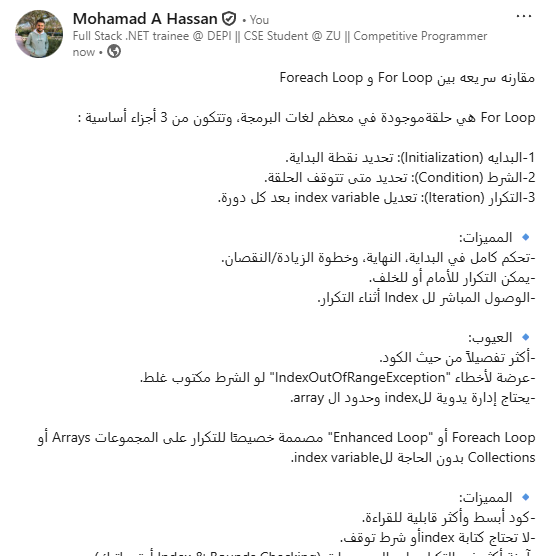 Mohamad A Hassan • You
Full Stack .NET trainee @ DEPI || CSE Student @ ZU || Competitive Programmer
now •
مقارنه سريعه بين For Loop و Foreach Loop
For Loop هي حلقةموجودة في معظم لغات البرمجة، وتتكون من 3 أجزاء أساسية :
1-البدايه (Initialization): تحديد نقطة البداية.
2-الشرط (Condition): تحديد متى تتوقف الحلقة.
3-التكرار (Iteration): تعديل index variable بعد كل دورة.
🔹 المميزات:
-تحكم كامل في البداية، النهاية، وخطوة الزيادة/النقصان.
-يمكن التكرار للأمام أو للخلف.
-الوصول المباشر لل Index أثناء التكرار.
🔹 العيوب:
-أكثر تفصيلاً من حيث الكود.
-عرضة لأخطاء "IndexOutOfRangeException" لو الشرط مكتوب غلط.
-يحتاج إدارة يدوية للindex وحدود ال array.
Foreach Loop أو "Enhanced Loop" مصممة خصيصًا للتكرار على المجموعات Arrays أو
Collections بدون الحاجة للindex variable.
🔹 المميزات:
-كود أبسط وأكثر قابلية للقراءة.
-لا تحتاج كتابة indexأو شرط توقف.